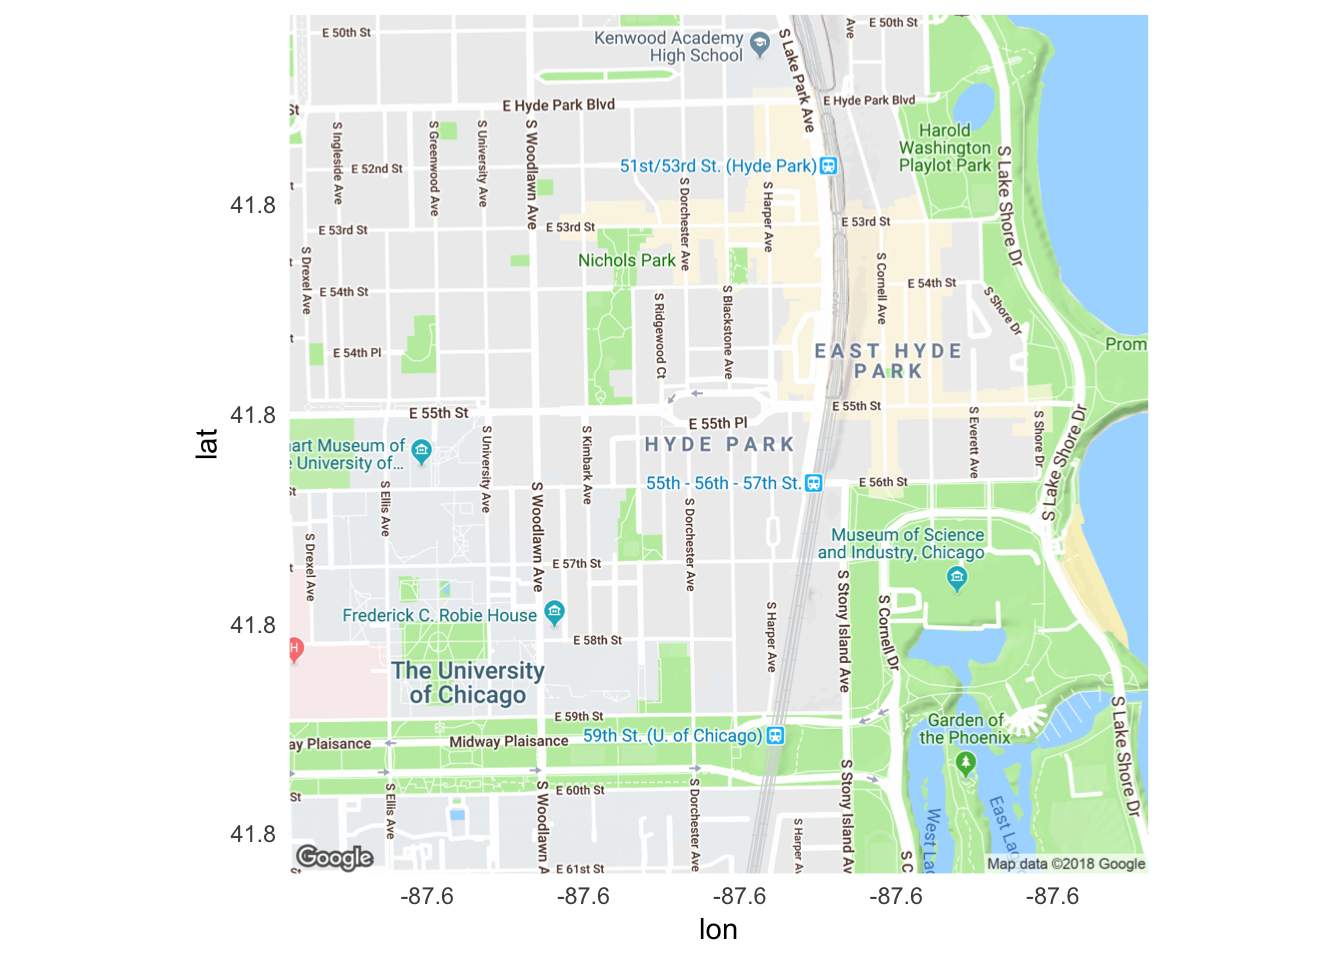 E 50th St
Kenwood Academy
High School
S Lake Park Ave
Ave
E 50th St
St
E Hyde Park Blvd
E Hyde Park Blvd
S Ingleside Ave
S Greenwood Ave
S University Ave
S Woodlawn Ave
Harold
Washington
Playlot Park
S Lake Shore Dr
E 52nd St
51st/53rd St. (Hyde Park)
S Dorchester Ave
S Harper Ave
41.8
E 53rd St
E 53rd St
E 53rd St
S Drexel Ave
Nichols Park
S Cornell Ave
E 54th St
E 54th St
S Ridgewood Ct
S Blackstone Ave
S Shore Dr
E 54th Pl
EAST HYDE
PARK
Prom
41.8
E 55th St
E 55th Pl
E 55th St
lat
hart Museum of
e University of...
S University Ave
S Kimbark Ave
HYDE PARK
S Everett Ave
S Shore Dr
S Lake Shore Dr
55th - 56th - 57th St.
E 56th St
St
S Ellis Ave
S Woodlawn Ave
S Dorchester Ave
Museum of Science
and Industry, Chicago
S Drexel Ave
E 57th St
S Stony Island Ave
S Cornell Dr
Frederick C. Robie House
S Harper Ave
41.8
E 58th St
H
The University
of Chicago
S Lake Shore Dr
E 59th St
Garden of
the Phoenix
ay Plaisance
Midway Plaisance
59th St. (U. of Chicago)
St
S Ellis Ave
S Woodlawn A
E 60th St
S Dorchester Ave
S Stony Island Av
West La
East La
S Harper A
41.8
Google
E 61st St
S C
Map data ©2018 Google
-87.6
-87.6
-87.6
-87.6
-87.6
lon